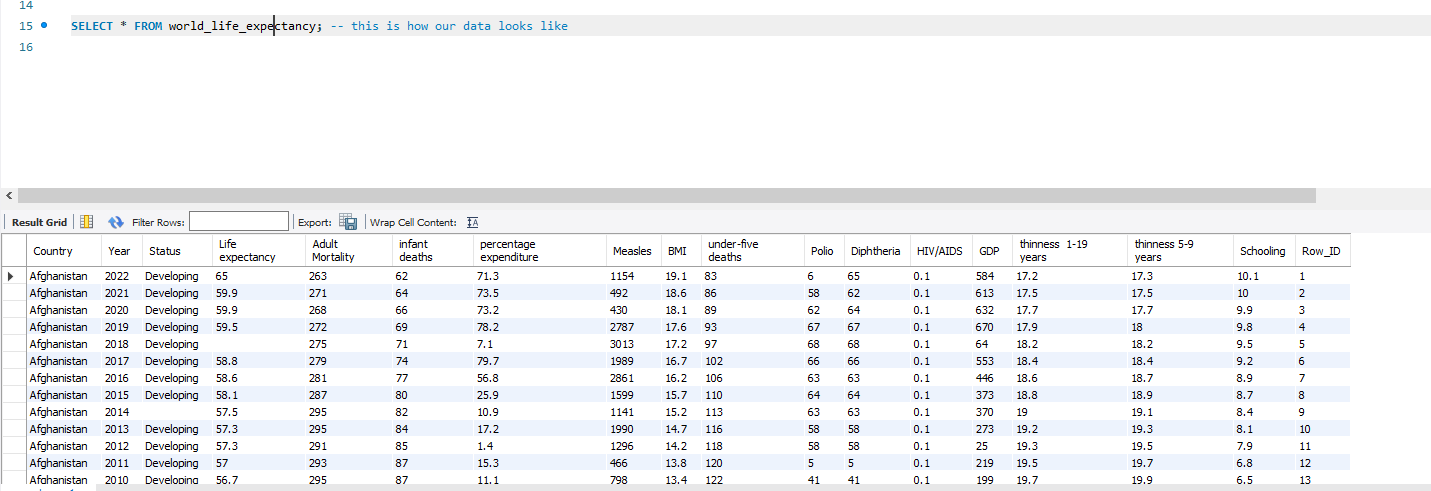 14
15 SELECT * FROM world_life_expectancy; -- this is how our data looks like
16
Result Grid Filter Rows: Export: Wrap Cell Content: IA
Country Year Status Life expectancy Adult Mortality infant deaths percentage expenditure Measles BMI under-five deaths Polio Diphtheria HIV/AIDS GDP thinness 1-19 years thinness 5-9 years Schooling Row_ID
Afghanistan 2022 Developing 65 263 62 71.3 1154 19.1 83 6 65 0.1 584 17.2 17.3 10.1 1
Afghanistan 2021 Developing 59.9 271 64 73.5 492 18.6 86 58 62 0.1 613 17.5 17.5 10 2
Afghanistan 2020 Developing 59.9 268 66 73.2 430 18.1 89 62 64 0.1 632 17.7 17.7 9.9 3
Afghanistan 2019 Developing 59.5 272 69 78.2 2787 17.6 93 67 67 0.1 670 17.9 18 9.8 4
Afghanistan 2018 Developing 275 71 7.1 3013 17.2 97 68 68 0.1 64 18.2 18.2 9.5 5
Afghanistan 2017 Developing 58.8 279 74 79.7 1989 16.7 102 66 66 0.1 553 18.4 18.4 9.2 6
Afghanistan 2016 Developing 58.6 281 77 56.8 2861 16.2 106 63 63 0.1 446 18.6 18.7 8.9 7
Afghanistan 2015 Developing 58.1 287 80 25.9 1599 15.7 110 64 64 0.1 373 18.8 18.9 8.7 8
Afghanistan 2014 57.5 295 82 10.9 1141 15.2 113 63 63 0.1 370 19 19.1 8.4 9
Afghanistan 2013 Developing 57.3 295 84 17.2 1990 14.7 116 58 58 0.1 273 19.2 19.3 8.1 10
Afghanistan 2012 Developing 57.3 291 85 1.4 1296 14.2 118 58 58 0.1 25 19.3 19.5 7.9 11
Afghanistan 2011 Developing 57 293 87 15.3 466 13.8 120 5 5 0.1 219 19.5 19.7 6.8 12
Afghanistan 2010 Developing 56.7 295 87 11.1 798 13.4 122 41 41 0.1 199 19.7 19.9 6.5 13